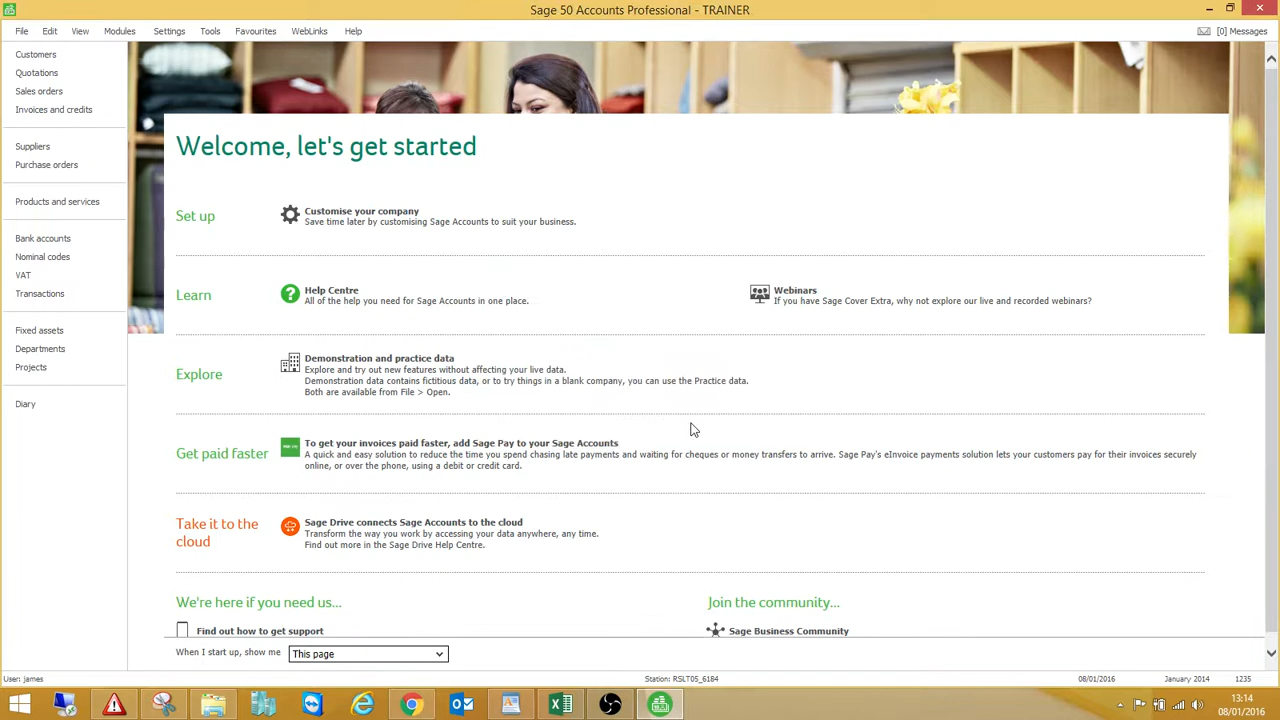 Sage 50 Accounts Professional - TRAINER
File Edit View Modules Settings Tools Favourites WebLinks Help [0] Messages
Customers
Quotations
Sales orders
Invoices and credits
Suppliers
Purchase orders
Products and services
Bank accounts
Nominal codes
VAT
Transactions
Fixed assets
Departments
Projects
Diary
Welcome, let's get started
Set up
Customise your company
Save time later by customising Sage Accounts to suit your business.
Learn
Help Centre
All of the help you need for Sage Accounts in one place.
Webinars
If you have Sage Cover Extra, why not explore our live and recorded webinars?
Explore
Demonstration and practice data
Explore and try out new features without affecting your live data.
Demonstration data contains fictitious data, or to try things in a blank company, you can use the Practice data.
Both are available from File > Open.
Get paid faster
To get your invoices paid faster, add Sage Pay to your Sage Accounts
A quick and easy solution to reduce the time you spend chasing late payments and waiting for cheques or money transfers to arrive. Sage Pay's eInvoice payments solution lets your customers pay for their invoices securely
online, or over the phone, using a debit or credit card.
Take it to the
cloud
Sage Drive connects Sage Accounts to the cloud
Transform the way you work by accessing your data anywhere, any time.
Find out more in the Sage Drive Help Centre.
We're here if you need us...
Find out how to get support
Join the community...
Sage Business Community
When I start up, show me This page
User: james Station: RSLT05_6184 08/01/2016 January 2014 1235
13:14
08/01/2016